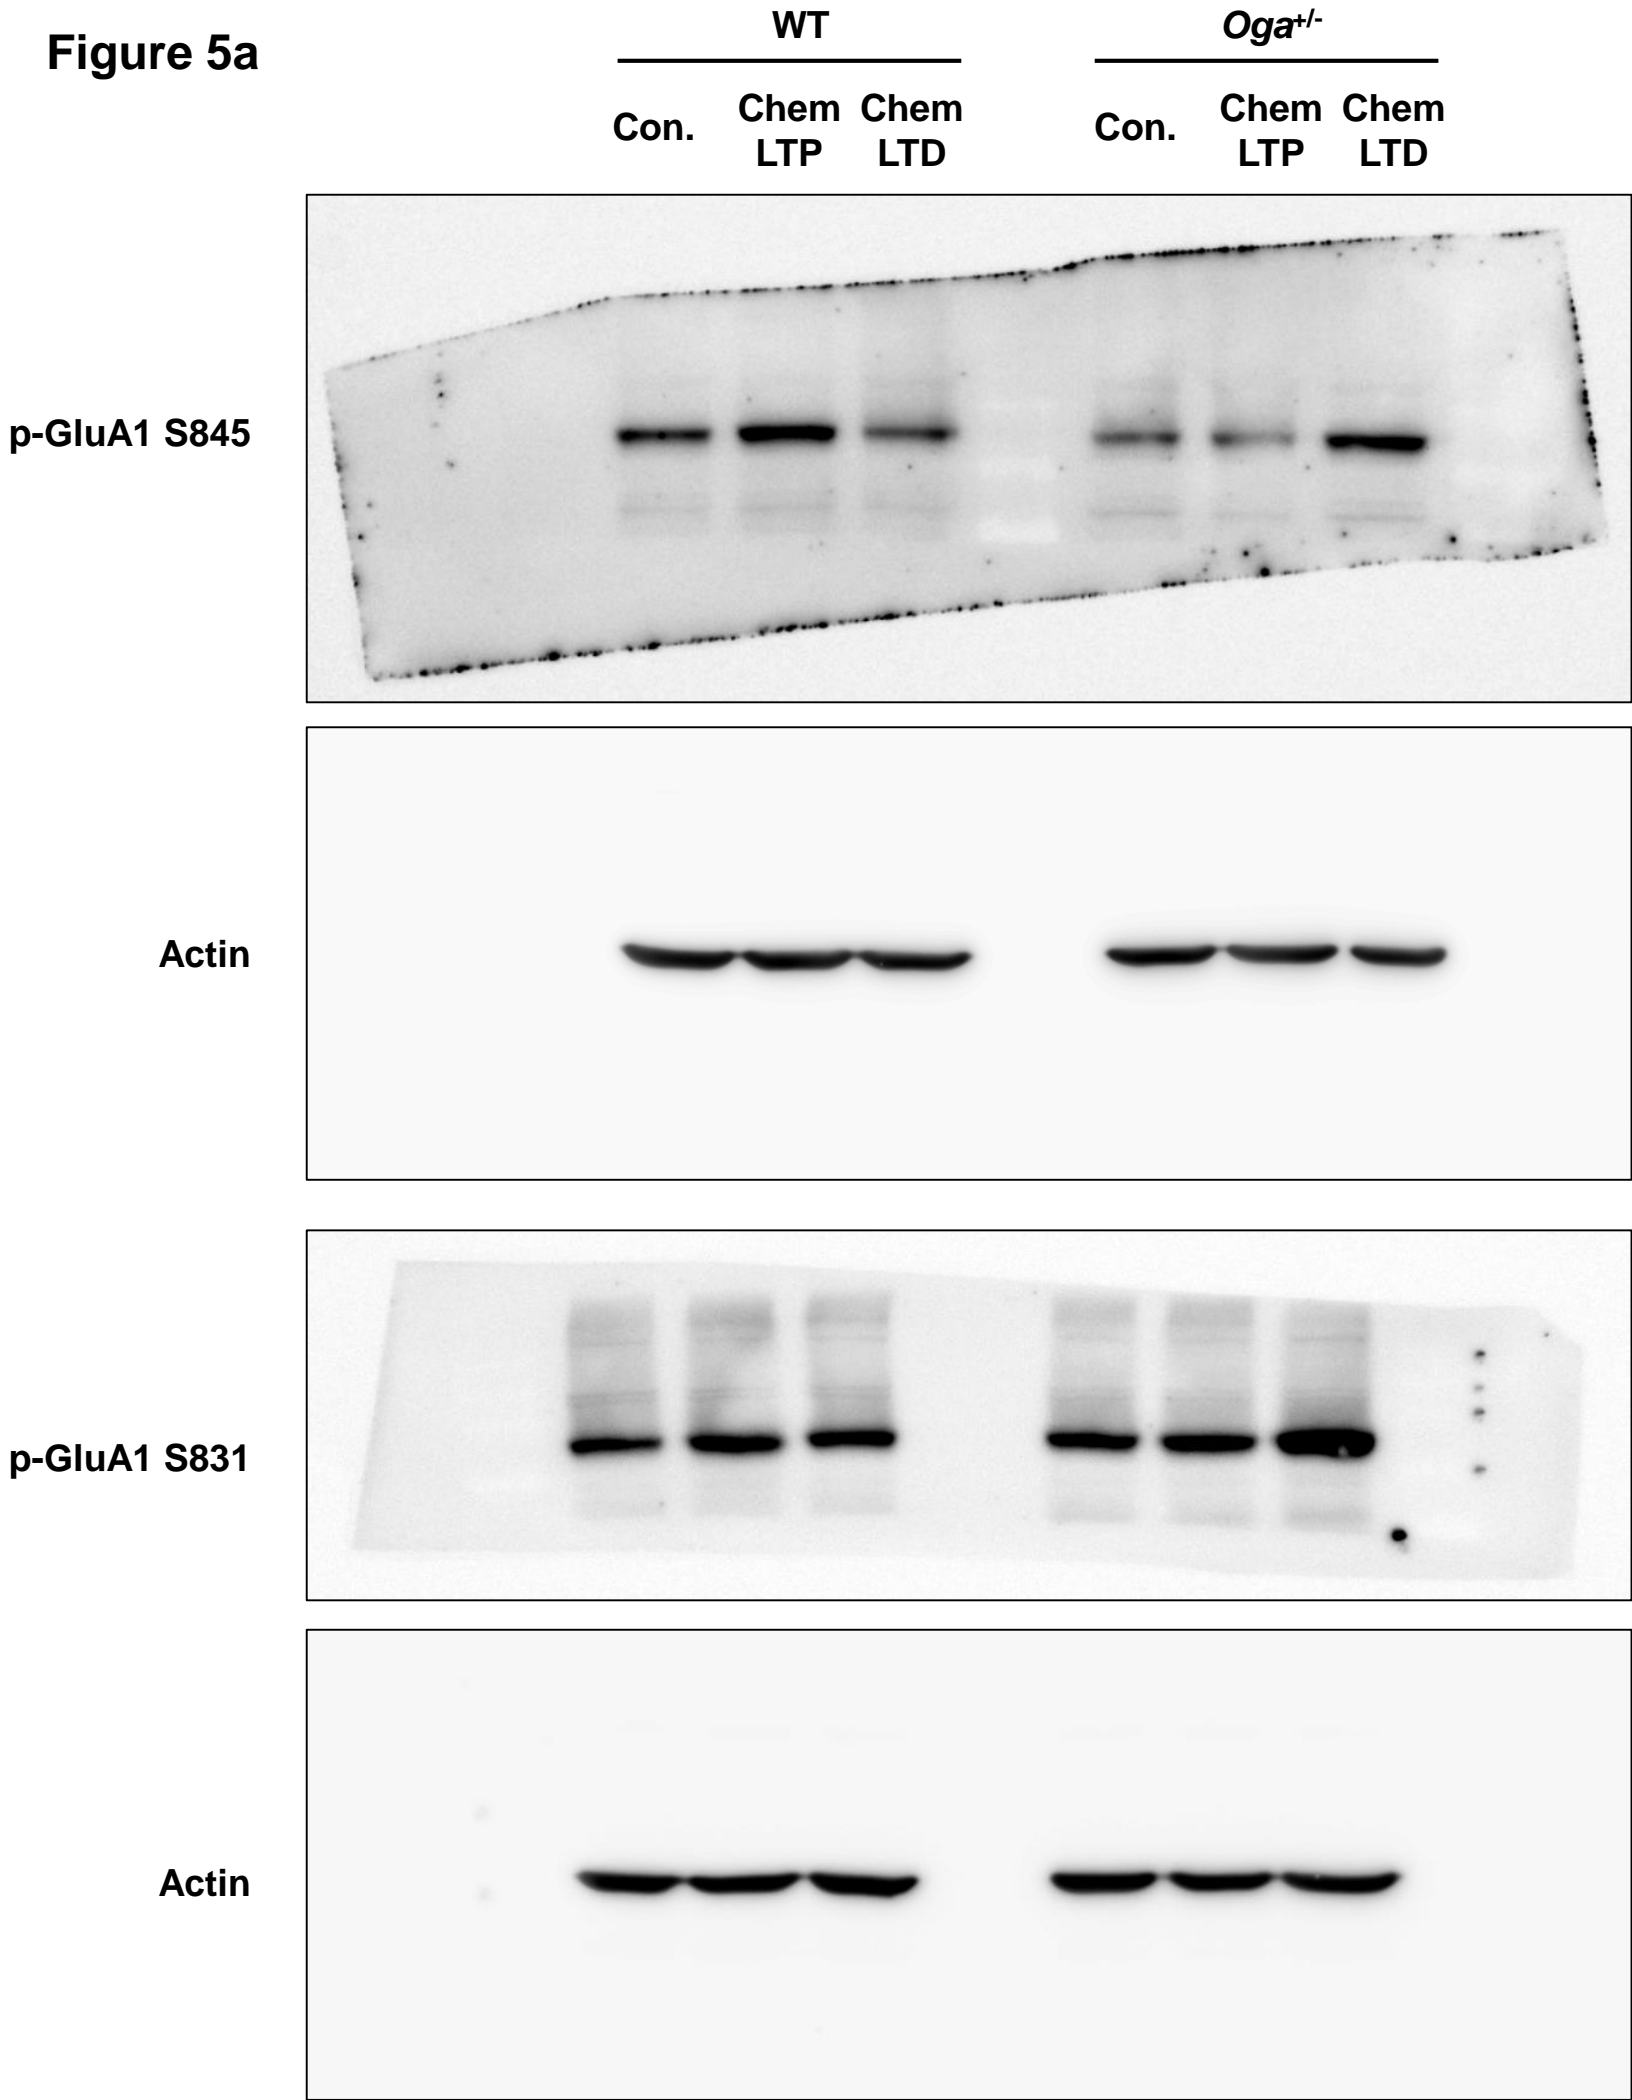 Figure 5a
WT
Oga+/-
Con.
Chem LTP
Chem LTD
Con.
Chem LTP
Chem LTD
p-GluA1 S845
Actin
p-GluA1 S831
Actin